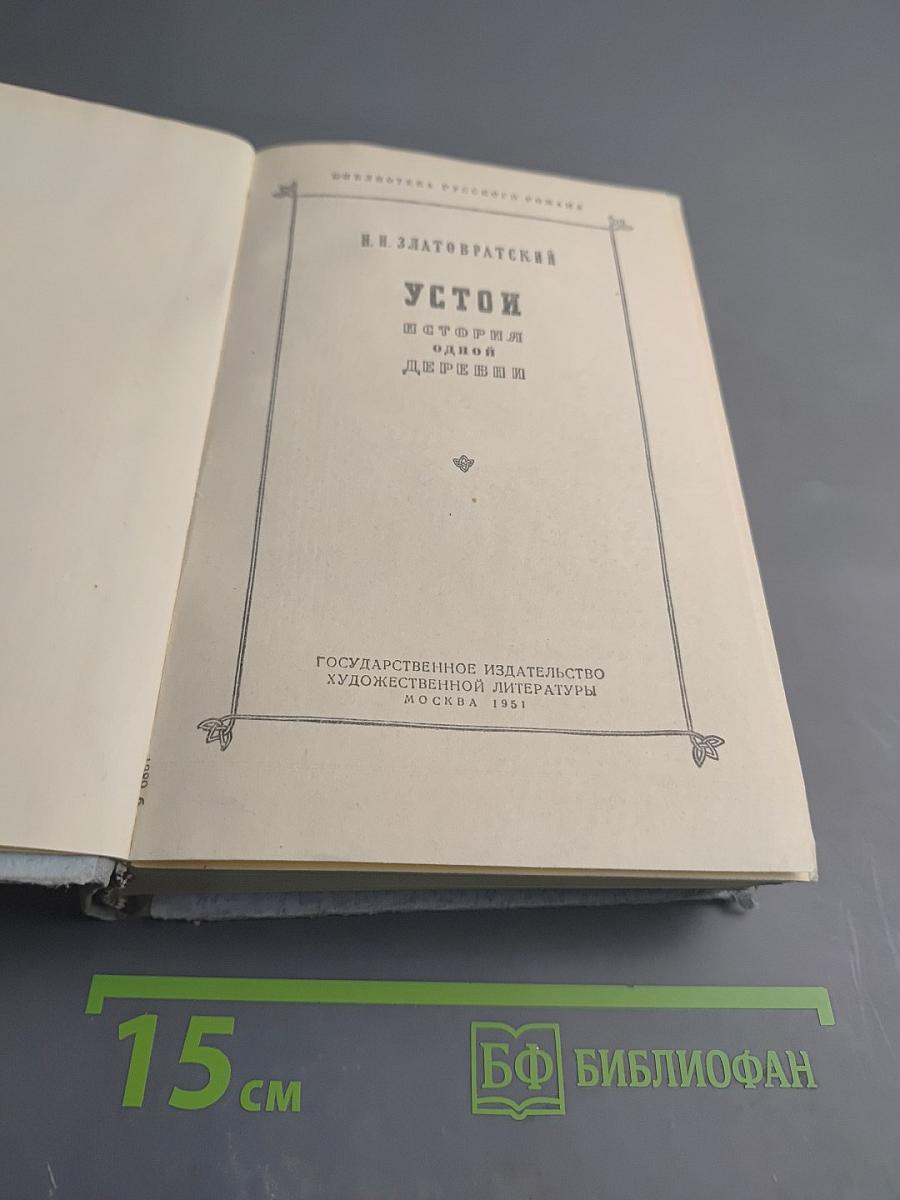 БИБЛИОТЕКА РУССКОГО РОМАНА
Н. Н. ЗЛАТОВРАТСКИЙ
УСТОИ
ИСТОРИЯ
ОДНОЙ
ДЕРЕВНИ
ГОСУДАРСТВЕННОЕ ИЗДАТЕЛЬСТВО
ХУДОЖЕСТВЕННОЙ ЛИТЕРАТУРЫ
МОСКВА 1951
15 СМ
БФ БИБЛИОФАН